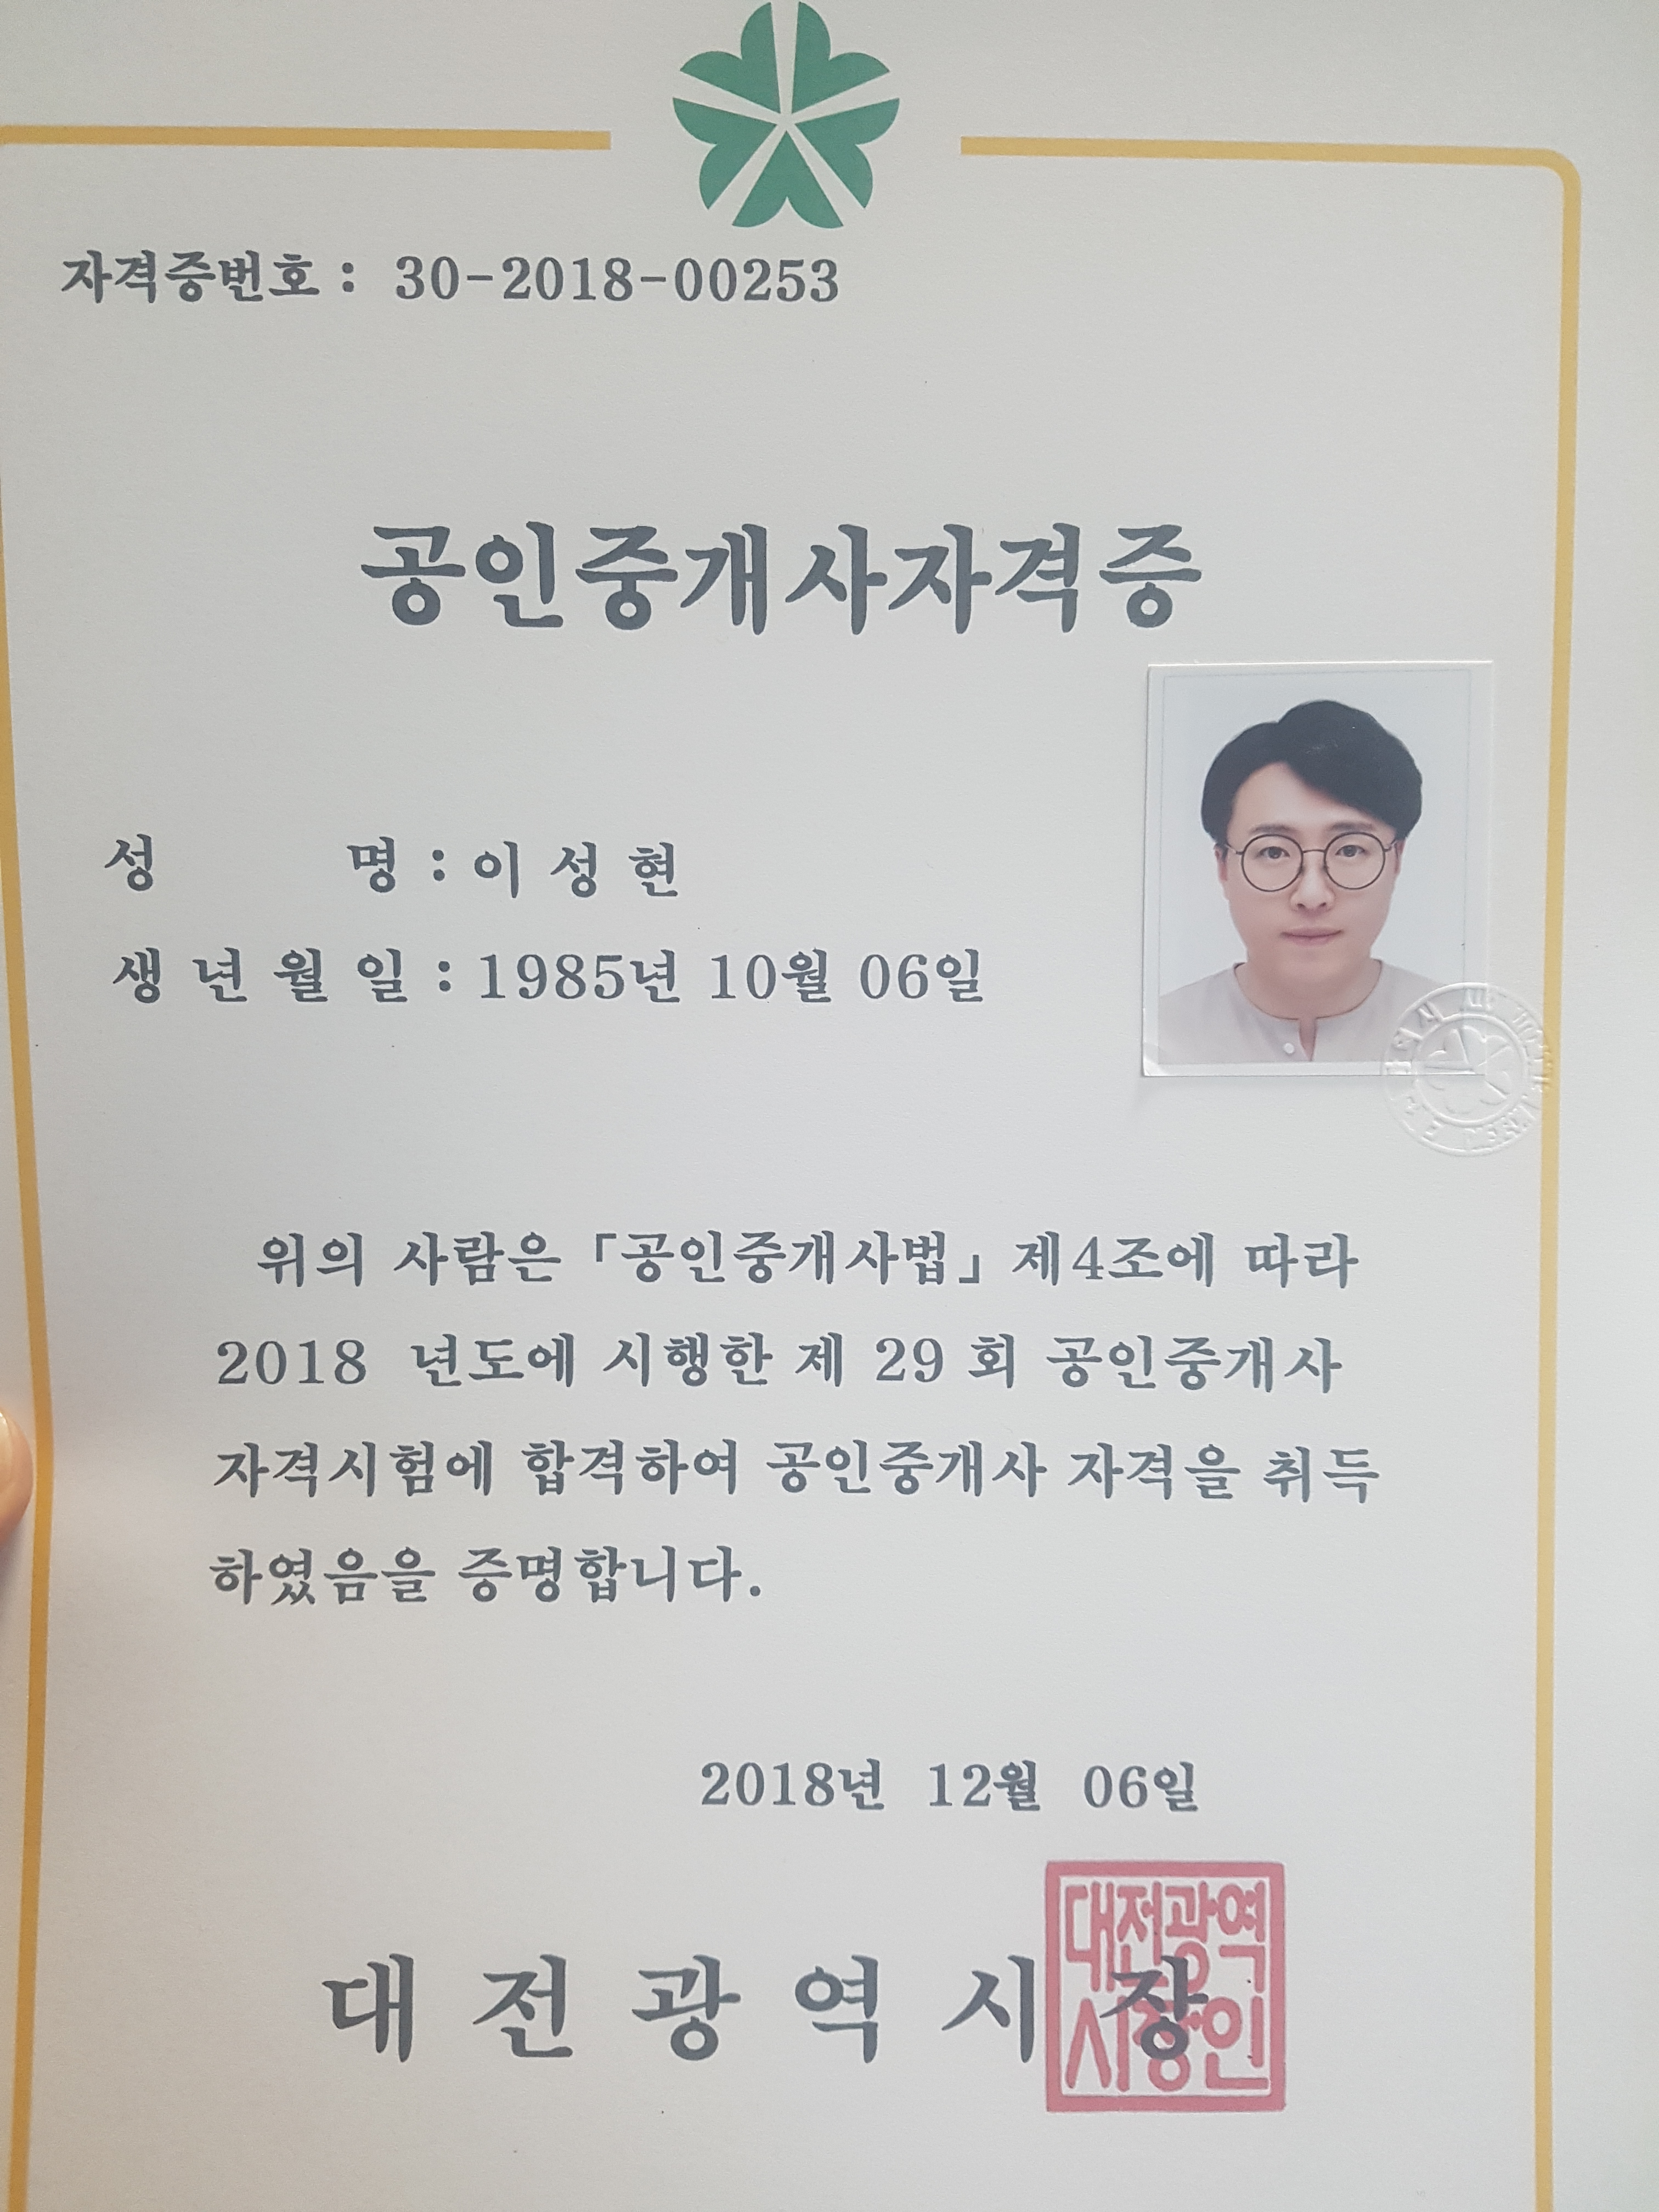 자격증번호 : 30-2018-00253
공인중개사자격증
성 명 : 이 성 현
생 년 월 일 : 1985년 10월 06일
위의 사람은 「공인중개사법」 제4조에 따라
2018 년도에 시행한 제 29 회 공인중개사
자격시험에 합격하여 공인중개사 자격을 취득
하였음을 증명합니다.
2018년 12월 06일
대 전 광 역 시 장
대전광역
시장인